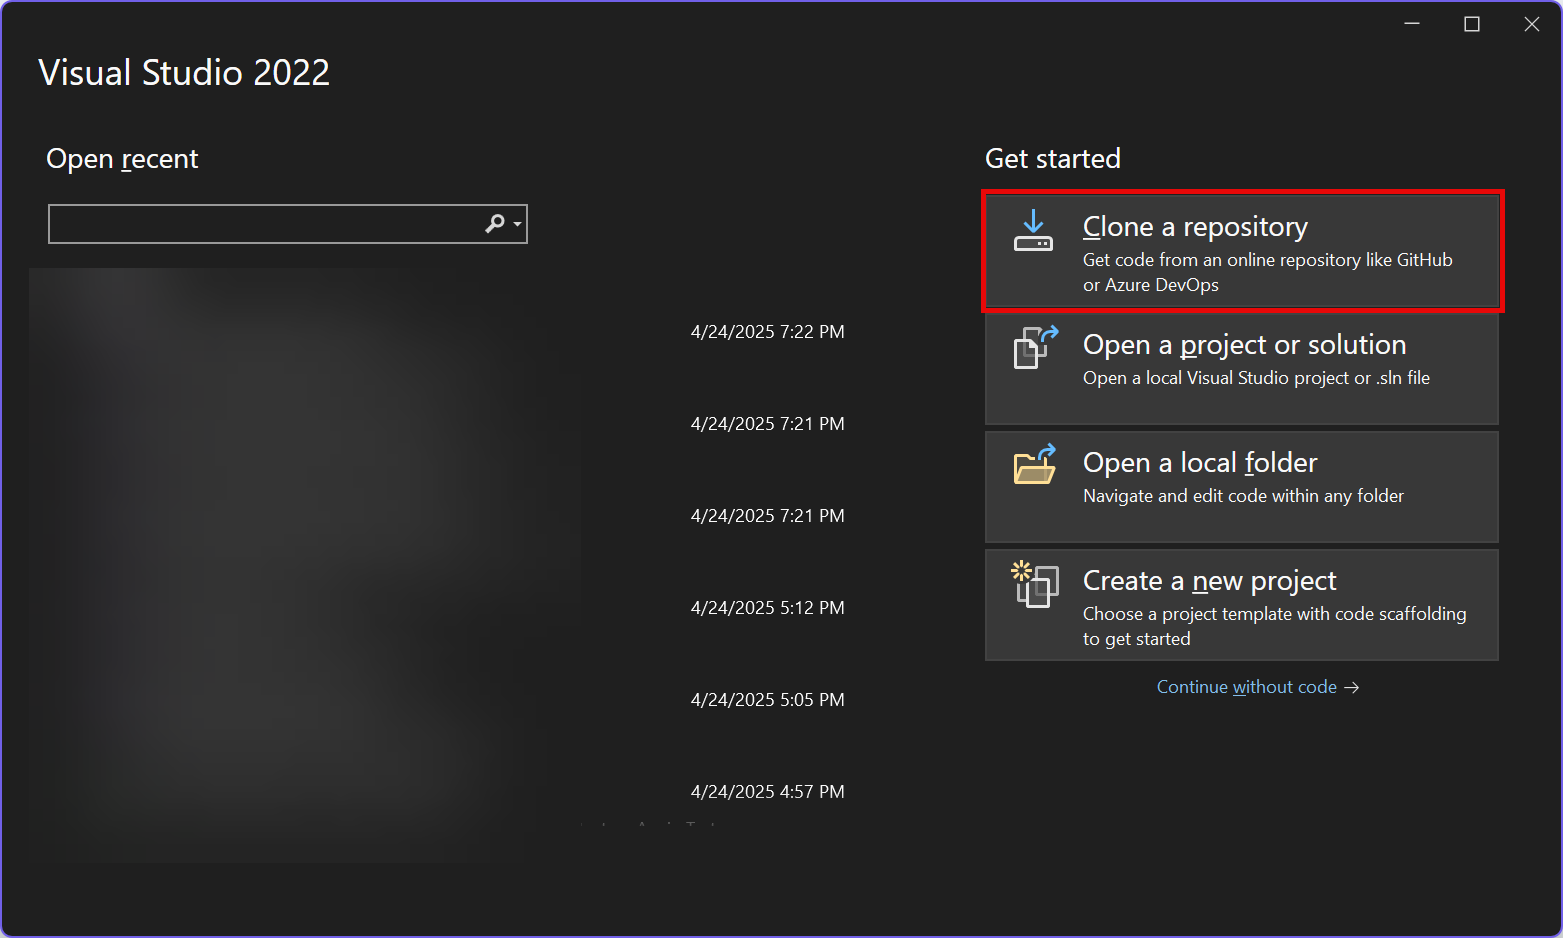 Visual Studio 2022
Open recent
4/24/2025 7:22 PM
4/24/2025 7:21 PM
4/24/2025 7:21 PM
4/24/2025 5:12 PM
4/24/2025 5:05 PM
4/24/2025 4:57 PM
Get started
Clone a repository
Get code from an online repository like GitHub
or Azure DevOps
Open a project or solution
Open a local Visual Studio project or .sln file
Open a local folder
Navigate and edit code within any folder
Create a new project
Choose a project template with code scaffolding
to get started
Continue without code →